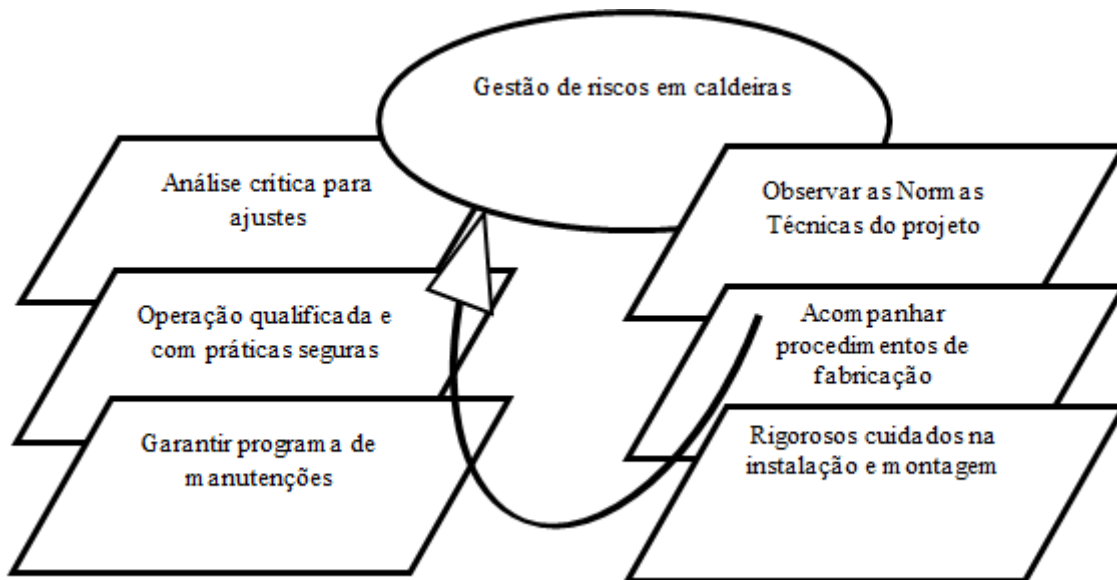 Gestão de riscos em caldeiras
Análise crítica para
ajustes
Operação qualificada e
com práticas seguras
Garantir programa de
manutenções
Observar as Normas
Técnicas do projeto
Acompanhar
procedimentos de
fabricação
Rigorosos cuidados na
instalação e montagem